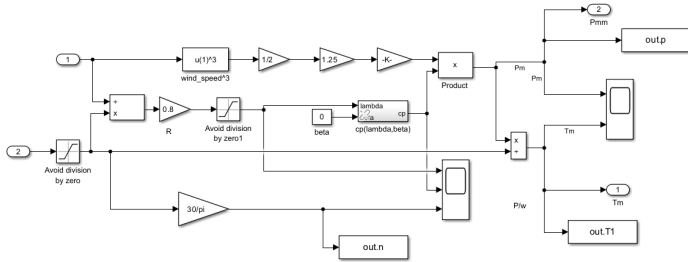 2
Pmm
out.p
1
u(1)^3
wind_speed^3
1/2
1.25
-K-
x
Product
Pm
Pm
÷
x
0.8
R
Avoid division
by zero1
0
beta
lambda
a
cp
cp(lambda,beta)
Tm
x
÷
2
Avoid division
by zero
30/pi
P/w
1
Tm
out.n
out.T1